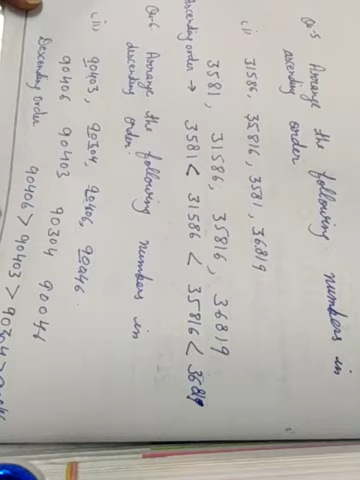 Q-5 Arrange the following numbers in
ascending order
(i) 31586, 35816, 3581, 36819
3581, 31586, 35816, 36819
Ascending order → 3581 < 31586 < 35816 < 36819
Q-6 Arrange the following numbers in
descending order
(ii) 90403, 90304, 90406, 90046
90406 90403 90304 90046
Descending order 90406 > 90403 > 90304 >